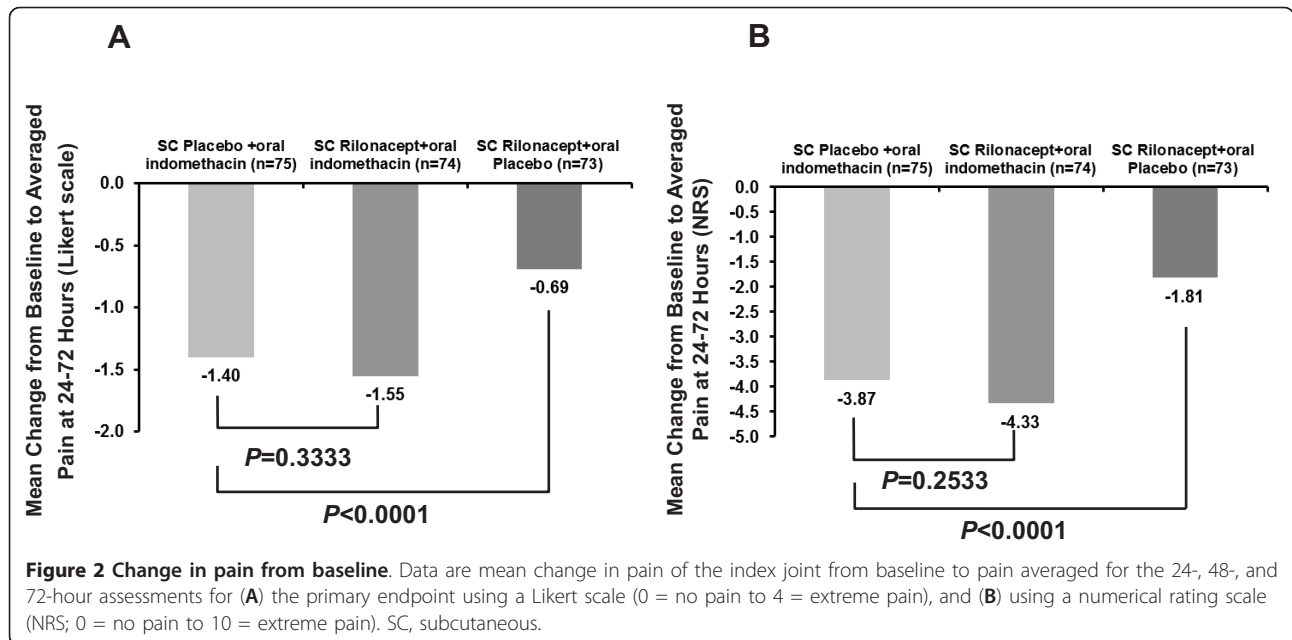 A
Mean Change from Baseline to Averaged
Pain at 24-72 Hours (Likert scale)
SC Placebo +oral
indomethacin (n=75)
SC Rilonacept+oral
indomethacin (n=74)
SC Rilonacept+oral
Placebo (n=73)
0.0
-0.5
-1.0
-1.5
-2.0
-1.40
-1.55
-0.69
P=0.3333
P<0.0001
B
Mean Change from Baseline to Averaged
Pain at 24-72 Hours (NRS)
SC Placebo +oral
indomethacin (n=75)
SC Rilonacept+oral
indomethacin (n=74)
SC Rilonacept+oral
Placebo (n=73)
0.0
-0.5
-1.0
-1.5
-2.0
-2.5
-3.0
-3.5
-4.0
-4.5
-5.0
-3.87
-4.33
-1.81
P=0.2533
P<0.0001
Figure 2 Change in pain from baseline. Data are mean change in pain of the index joint from baseline to pain averaged for the 24-, 48-, and
72-hour assessments for (A) the primary endpoint using a Likert scale (0 = no pain to 4 = extreme pain), and (B) using a numerical rating scale
(NRS; 0 = no pain to 10 = extreme pain). SC, subcutaneous.